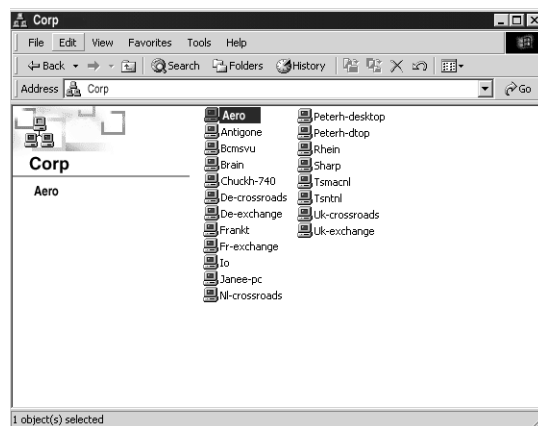 Corp
File Edit View Favorites Tools Help
Back Search Folders History
Address Corp Go
Corp
Aero
Aero
Antigone
Bcmsvu
Brain
Chuckh-740
De-crossroads
De-exchange
Frankt
Fr-exchange
Io
Janee-pc
Nl-crossroads
Peterh-desktop
Peterh-dtop
Rhein
Sharp
Tsmacnl
Tsntnl
Uk-crossroads
Uk-exchange
1 object(s) selected